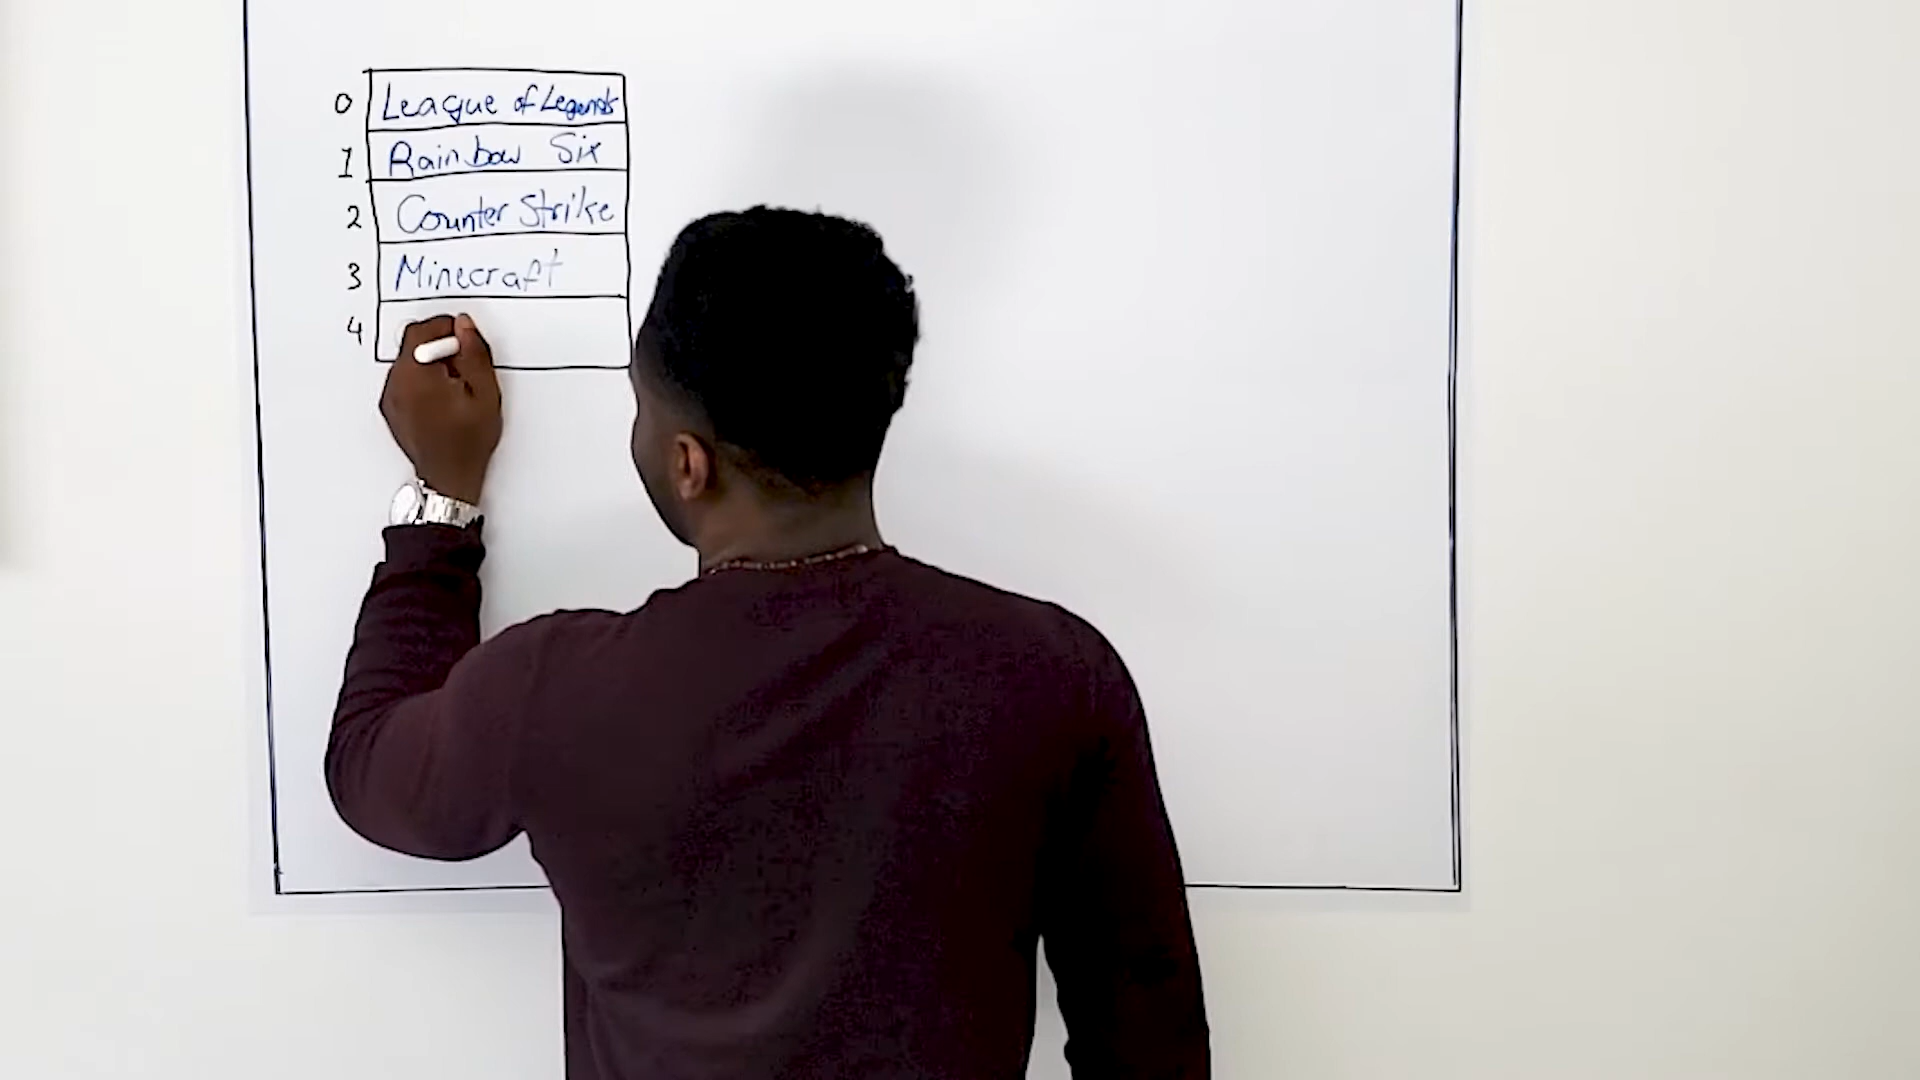 0 League of Legends
1 Rainbow Six
2 Counter Strike
3 Minecraft
4